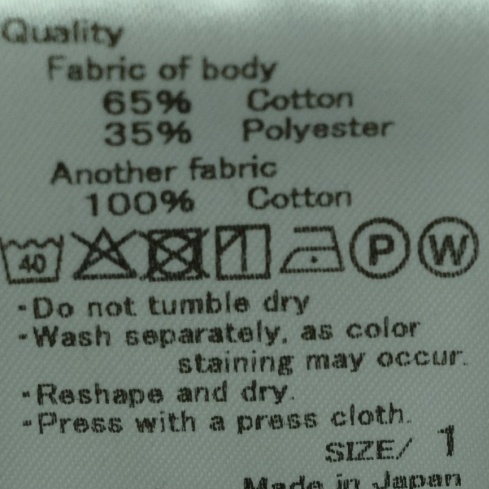 Quality
Fabric of body
65% Cotton
35% Polyester
Another fabric
100% Cotton
40 P W
-Do not tumble dry
-Wash separately, as color
staining may occur.
-Reshape and dry.
-Press with a press cloth.
SIZE/ 1
Made in Japan